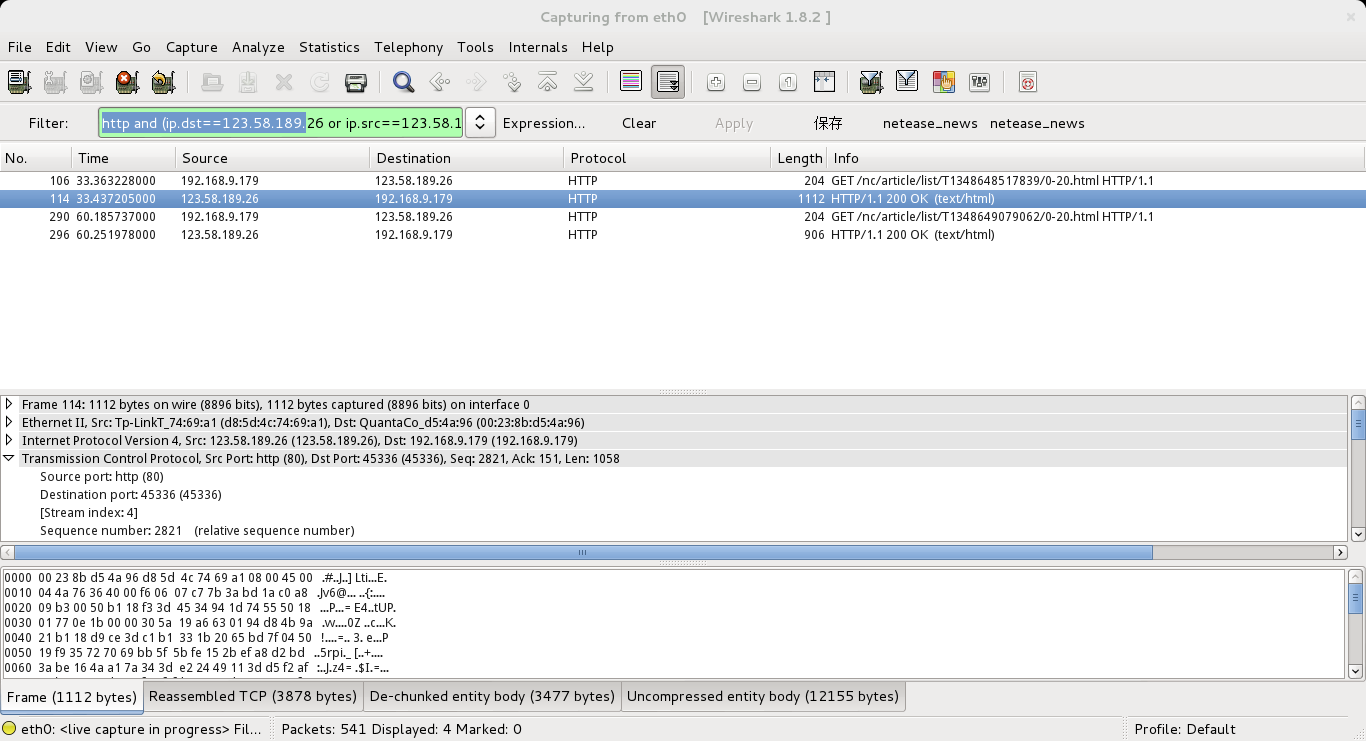 Capturing from eth0 [Wireshark 1.8.2 ]
File Edit View Go Capture Analyze Statistics Telephony Tools Internals Help
Filter: http and (ip.dst==123.58.189.26 or ip.src==123.58.1 Expression... Clear Apply 保存 netease_news netease_news
No. Time Source Destination Protocol Length Info
106 33.363228000 192.168.9.179 123.58.189.26 HTTP 204 GET /nc/article/list/T1348648517839/0-20.html HTTP/1.1
114 33.437205000 123.58.189.26 192.168.9.179 HTTP 1112 HTTP/1.1 200 OK (text/html)
290 60.185737000 192.168.9.179 123.58.189.26 HTTP 204 GET /nc/article/list/T1348649079062/0-20.html HTTP/1.1
296 60.251978000 123.58.189.26 192.168.9.179 HTTP 906 HTTP/1.1 200 OK (text/html)
Frame 114: 1112 bytes on wire (8896 bits), 1112 bytes captured (8896 bits) on interface 0
Ethernet II, Src: Tp-LinkT_74:69:a1 (d8:5d:4c:74:69:a1), Dst: QuantaCo_d5:4a:96 (00:23:8b:d5:4a:96)
Internet Protocol Version 4, Src: 123.58.189.26 (123.58.189.26), Dst: 192.168.9.179 (192.168.9.179)
Transmission Control Protocol, Src Port: http (80), Dst Port: 45336 (45336), Seq: 2821, Ack: 151, Len: 1058
Source port: http (80)
Destination port: 45336 (45336)
[Stream index: 4]
Sequence number: 2821 (relative sequence number)
0000 00 23 8b d5 4a 96 d8 5d 4c 74 69 a1 08 00 45 00 .#..J..] Lti...E.
0010 04 4a 76 36 40 00 f6 06 07 c7 7b 3a bd 1a c0 a8 .Jv6@... ..{:....
0020 09 b3 00 50 b1 18 f3 3d 45 34 94 1d 74 55 50 18 ...P...= E4..tUP.
0030 01 77 0e 1b 00 00 30 5a 19 a6 63 01 94 d8 4b 9a .w....0Z ..c...K.
0040 21 b1 18 d9 ce 3d c1 b1 33 1b 20 65 bd 7f 04 50 !....=.. 3. e...P
0050 19 f9 35 72 70 69 bb 5f 5b fe 15 2b ef a8 d2 bd ..5rpi._ [..+....
0060 3a be 16 4a a1 7a 34 3d e2 24 49 11 3d d5 f2 af :..J.z4= .$I.=...
Frame (1112 bytes) Reassembled TCP (3878 bytes) De-chunked entity body (3477 bytes) Uncompressed entity body (12155 bytes)
eth0: <live capture in progress> Fil... Packets: 541 Displayed: 4 Marked: 0 Profile: Default